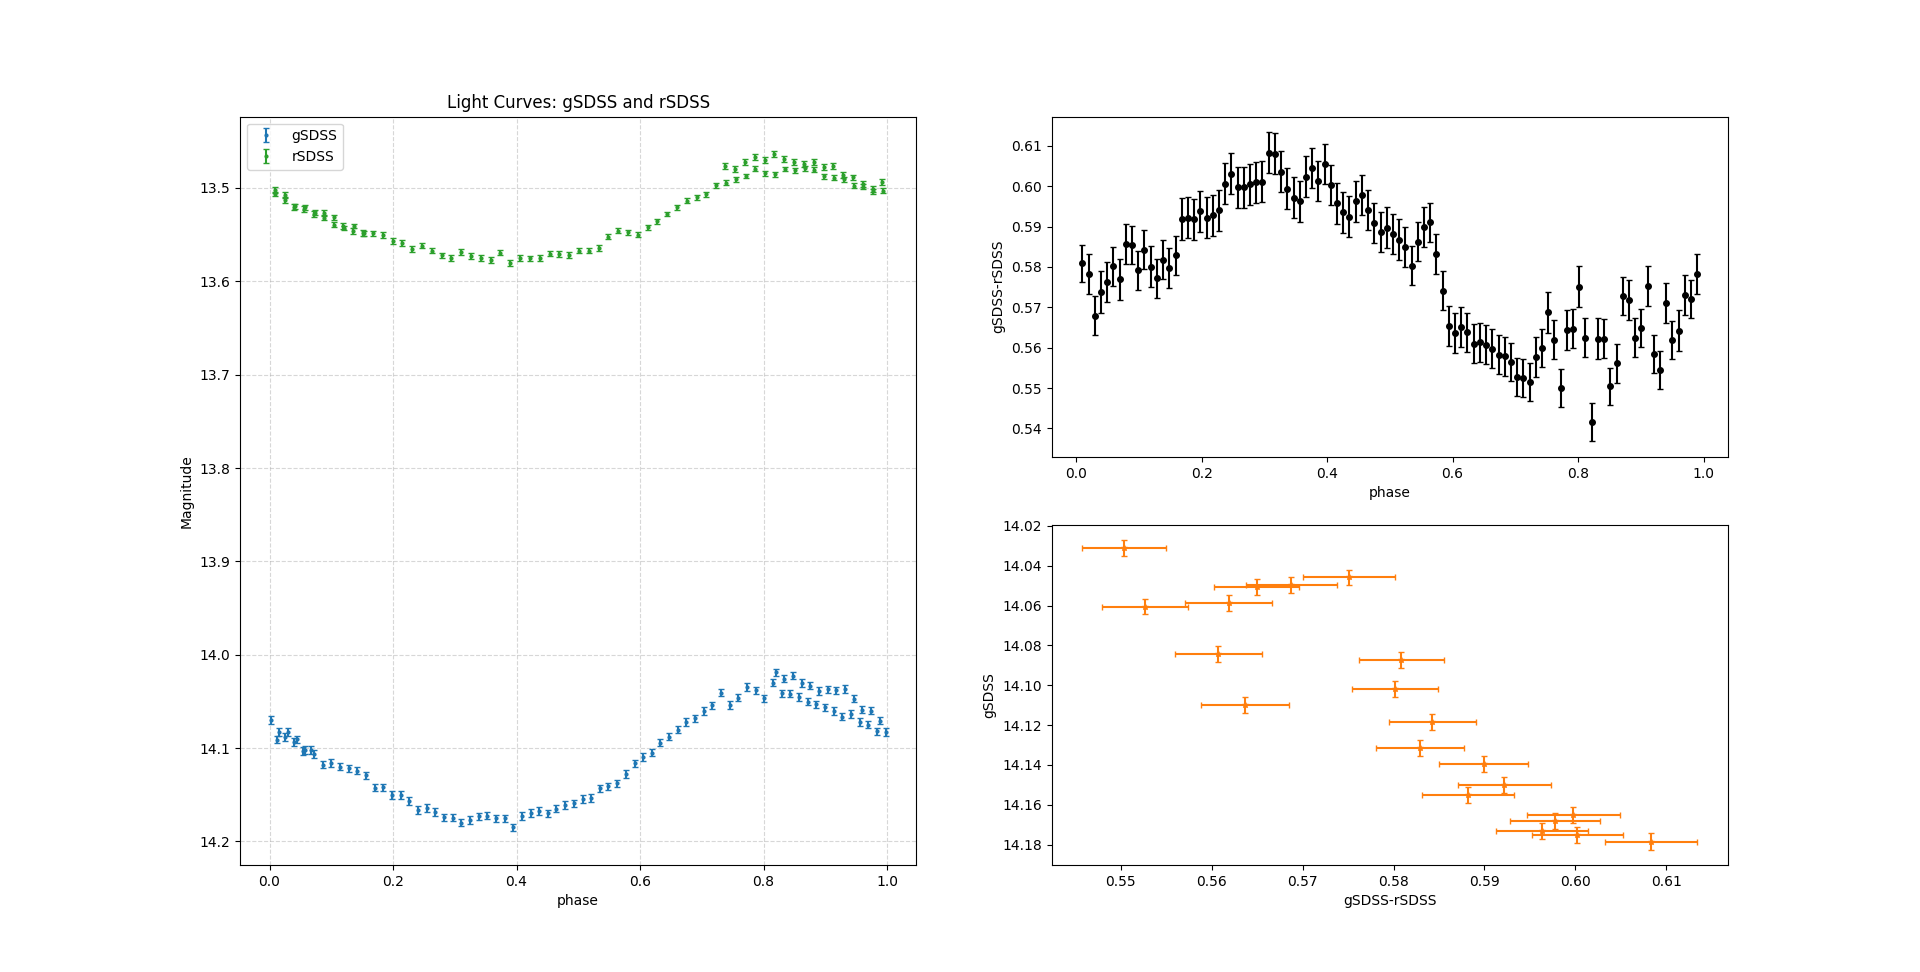 Light Curves: gSDSS and rSDSS
gSDSS
rSDSS
Magnitude
13.5
13.6
13.7
13.8
13.9
14.0
14.1
14.2
0.0 0.2 0.4 0.6 0.8 1.0
phase
gSDSS-rSDSS
0.61
0.60
0.59
0.58
0.57
0.56
0.55
0.54
0.0 0.2 0.4 0.6 0.8 1.0
phase
gSDSS
14.02
14.04
14.06
14.08
14.10
14.12
14.14
14.16
14.18
0.55 0.56 0.57 0.58 0.59 0.60 0.61
gSDSS-rSDSS